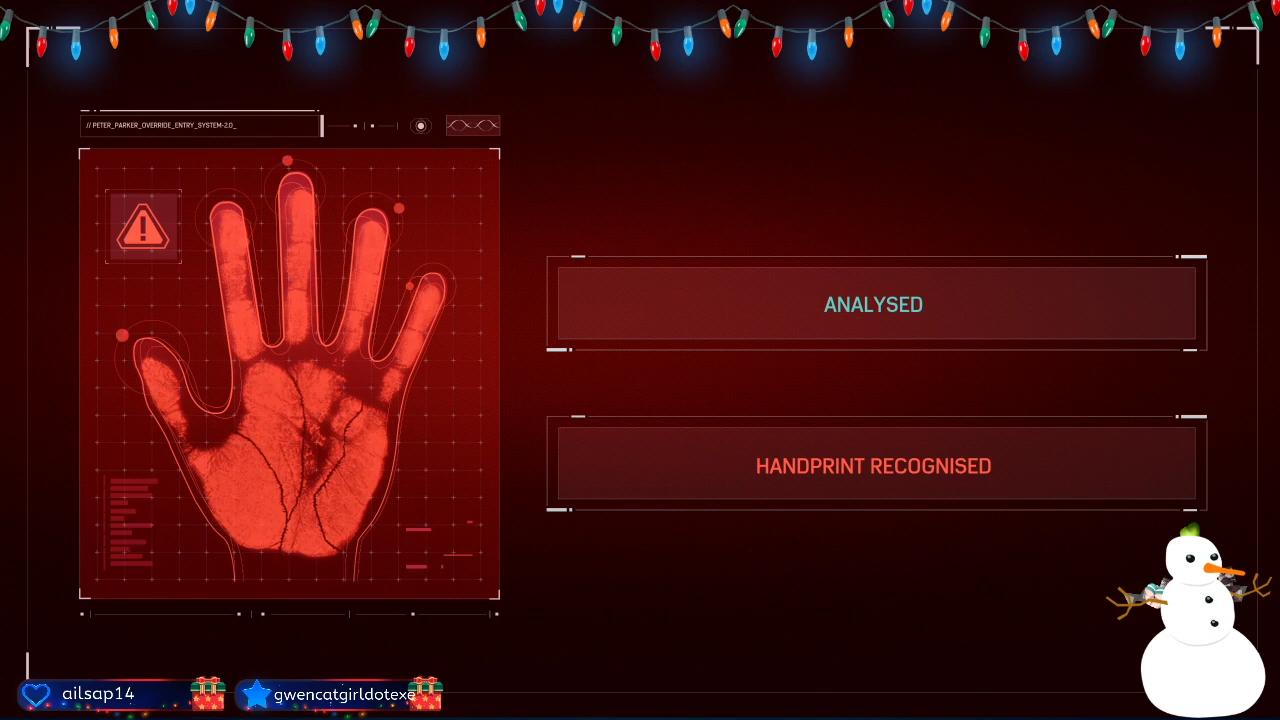 // PETER_PARKER_OVERRIDE_ENTRY_SYSTEM-2.0_
ANALYSED
HANDPRINT RECOGNISED
ailsap14
gwencatgirldotexe